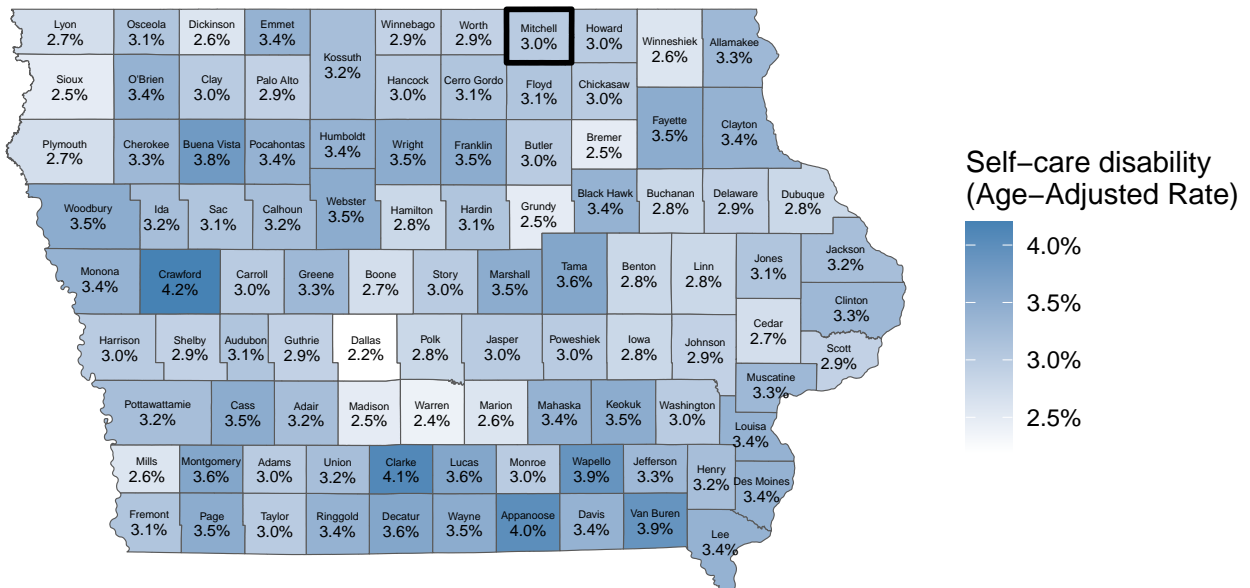 Lyon
2.7%
Osceola
3.1%
Dickinson
2.6%
Emmet
3.4%
Kossuth
3.2%
Winnebago
2.9%
Worth
2.9%
Mitchell
3.0%
Howard
3.0%
Winneshiek
2.6%
Allamakee
3.3%
Sioux
2.5%
O'Brien
3.4%
Clay
3.0%
Palo Alto
2.9%
Hancock
3.0%
Cerro Gordo
3.1%
Floyd
3.1%
Chickasaw
3.0%
Fayette
3.5%
Clayton
3.4%
Plymouth
2.7%
Cherokee
3.3%
Buena Vista
3.8%
Pocahontas
3.4%
Humboldt
3.4%
Wright
3.5%
Franklin
3.5%
Butler
3.0%
Bremer
2.5%
Woodbury
3.5%
Ida
3.2%
Sac
3.1%
Calhoun
3.2%
Webster
3.5%
Hamilton
2.8%
Hardin
3.1%
Grundy
2.5%
Black Hawk
3.4%
Buchanan
2.8%
Delaware
2.9%
Dubuque
2.8%
Monona
3.4%
Crawford
4.2%
Carroll
3.0%
Greene
3.3%
Boone
2.7%
Story
3.0%
Marshall
3.5%
Tama
3.6%
Benton
2.8%
Linn
2.8%
Jones
3.1%
Jackson
3.2%
Clinton
3.3%
Harrison
3.0%
Shelby
2.9%
Audubon
3.1%
Guthrie
2.9%
Dallas
2.2%
Polk
2.8%
Jasper
3.0%
Poweshiek
3.0%
Iowa
2.8%
Johnson
2.9%
Cedar
2.7%
Scott
2.9%
Muscatine
3.3%
Pottawattamie
3.2%
Cass
3.5%
Adair
3.2%
Madison
2.5%
Warren
2.4%
Marion
2.6%
Mahaska
3.4%
Keokuk
3.5%
Washington
3.0%
Louisa
3.4%
Mills
2.6%
Montgomery
3.6%
Adams
3.0%
Union
3.2%
Clarke
4.1%
Lucas
3.6%
Monroe
3.0%
Wapello
3.9%
Jefferson
3.3%
Henry
3.2%
Des Moines
3.4%
Fremont
3.1%
Page
3.5%
Taylor
3.0%
Ringgold
3.4%
Decatur
3.6%
Wayne
3.5%
Appanoose
4.0%
Davis
3.4%
Van Buren
3.9%
Lee
3.4%
Self−care disability
(Age−Adjusted Rate)
4.0%
3.5%
3.0%
2.5%